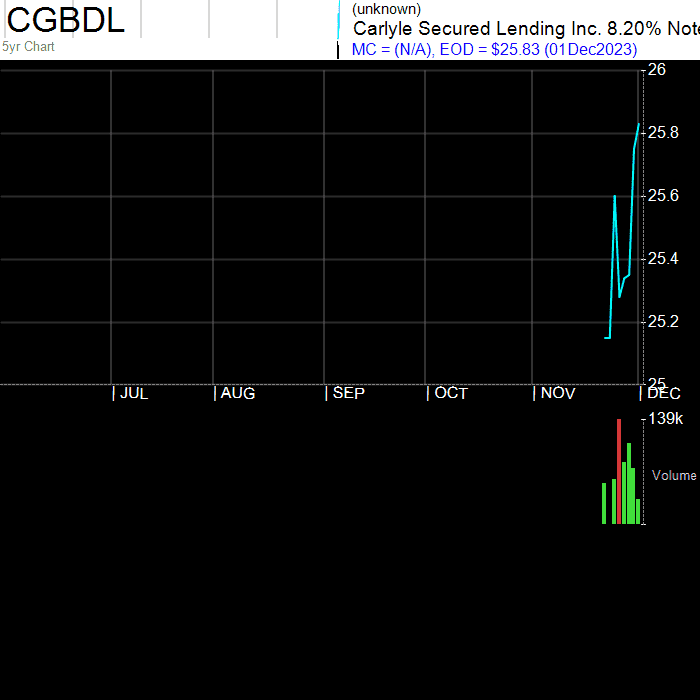 CGBDL
5yr Chart
(unknown)
Carlyle Secured Lending Inc. 8.20% Note
MC = (N/A), EOD = $25.83 (01Dec2023)
26
25.8
25.6
25.4
25.2
25
JUL AUG SEP OCT NOV DEC
139k
Volume